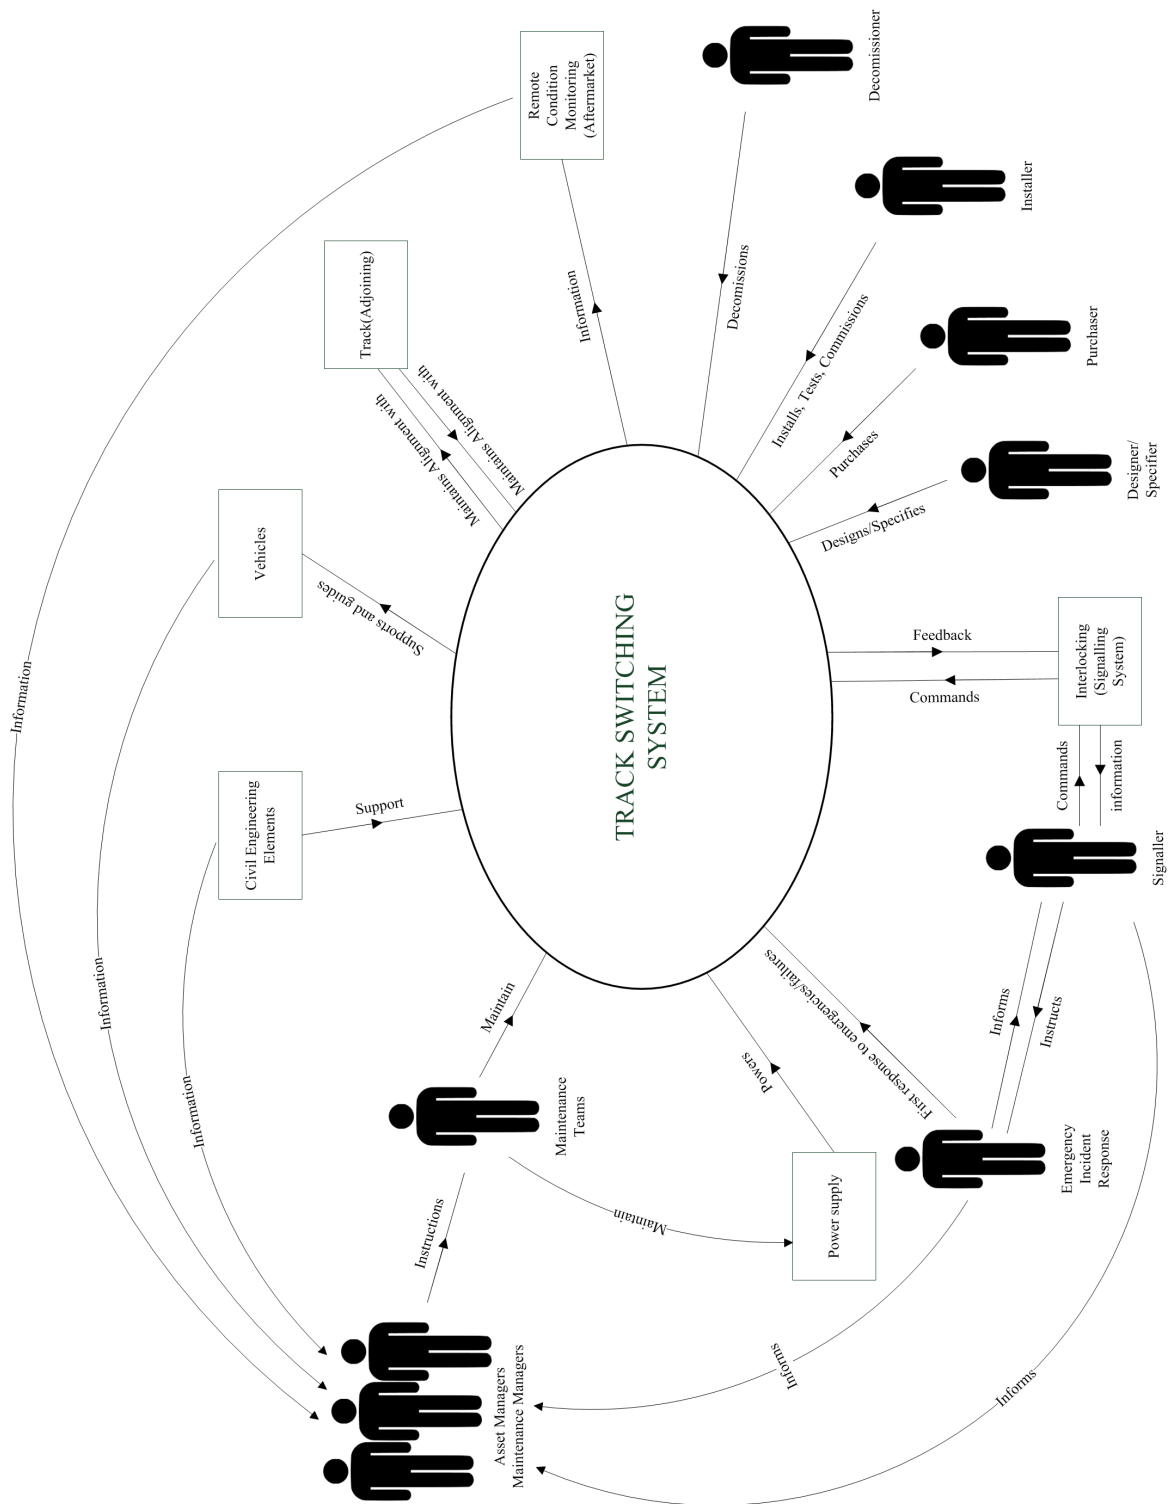 Decomissioner
Remote
Condition
Monitoring
(Aftermarket)
Installer
Decomissions
Information
Track(Adjoining)
Purchaser
Installs, Tests, Commissions
Maintains Alignment with
Maintains Alignment with
Purchases
Designer/
Specifier
Designs/Specifies
Vehicles
Supports and guides
Information
Feedback
Commands
Interlocking
(Signalling
System)
TRACK SWITCHING
SYSTEM
Commands
information
Support
Civil Engineering
Elements
Signaller
Information
Maintain
First response to emergencies/failures
Informs
Instructs
Powers
Information
Maintenance
Teams
Emergency
Incident
Response
Instructions
Maintain
Power supply
Informs
Informs
Asset Managers
Maintenance Managers